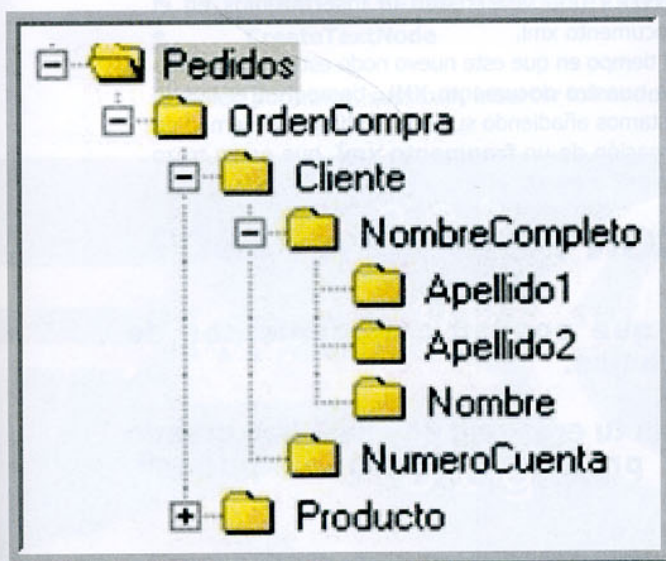 Pedidos
OrdenCompra
Cliente
NombreCompleto
Apellido1
Apellido2
Nombre
NumeroCuenta
Producto